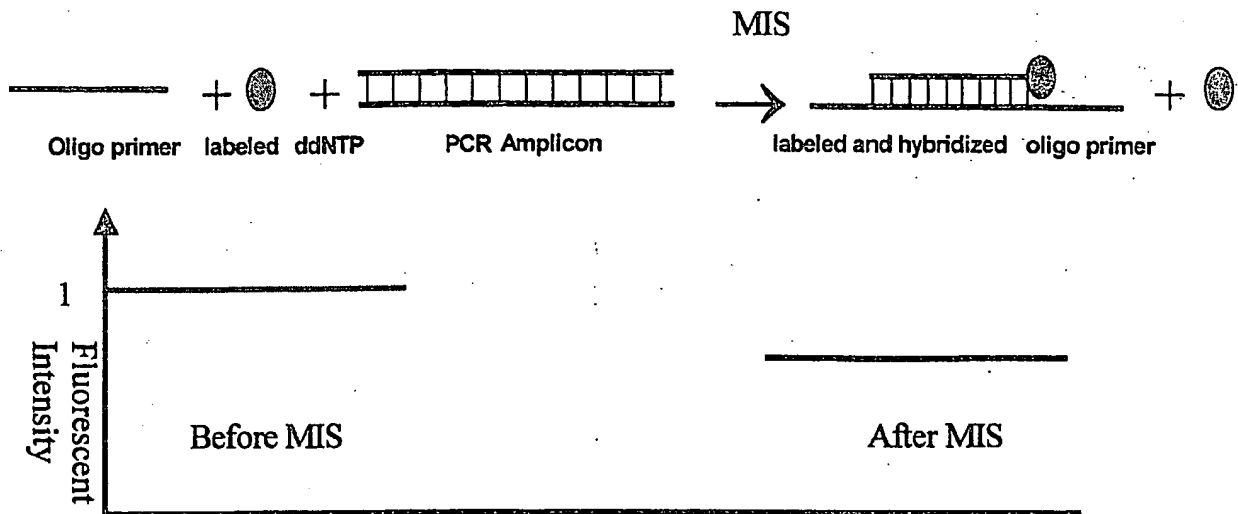 MIS
+ + + 
Oligo primer labeled ddNTP PCR Amplicon labeled and hybridized oligo primer
1
Fluorescent
Intensity
Before MIS After MIS